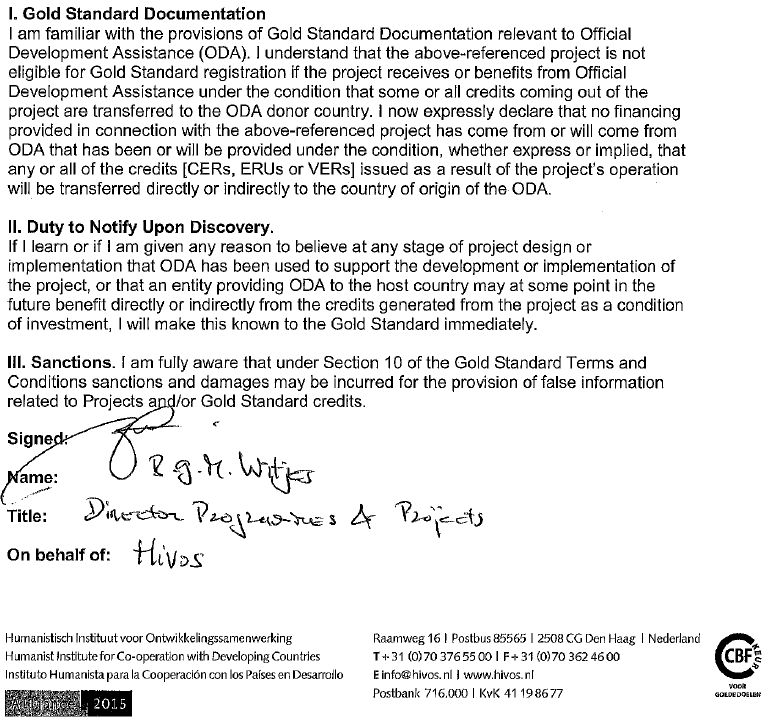 I. Gold Standard Documentation
I am familiar with the provisions of Gold Standard Documentation relevant to Official
Development Assistance (ODA). I understand that the above-referenced project is not
eligible for Gold Standard registration if the project receives or benefits from Official
Development Assistance under the condition that some or all credits coming out of the
project are transferred to the ODA donor country. I now expressly declare that no financing
provided in connection with the above-referenced project has come from or will come from
ODA that has been or will be provided under the condition, whether express or implied, that
any or all of the credits [CERs, ERUs or VERs] issued as a result of the project's operation
will be transferred directly or indirectly to the country of origin of the ODA.
II. Duty to Notify Upon Discovery.
If I learn or if I am given any reason to believe at any stage of project design or
implementation that ODA has been used to support the development or implementation of
the project, or that an entity providing ODA to the host country may at some point in the
future benefit directly or indirectly from the credits generated from the project as a condition
of investment, I will make this known to the Gold Standard immediately.
III. Sanctions. I am fully aware that under Section 10 of the Gold Standard Terms and
Conditions sanctions and damages may be incurred for the provision of false information
related to Projects and/or Gold Standard credits.
Signed:
Name: R.G.M. Witjes
Title: Director Programmes & Projects
On behalf of: Hivos
Humanistisch Instituut voor Ontwikkelingssamenwerking
Humanist Institute for Co-operation with Developing Countries
Instituto Humanista para la Cooperación con los Países en Desarrollo
2015
Raamweg 16 | Postbus 85565 | 2508 CG Den Haag | Nederland
T + 31 (0)70 376 55 00 | F + 31 (0)70 362 46 00
E info@hivos.nl | www.hivos.nl
Postbank 716.000 | KvK 41 19 86 77
CBF KEUR
VOOR
GOEDE DOELEN